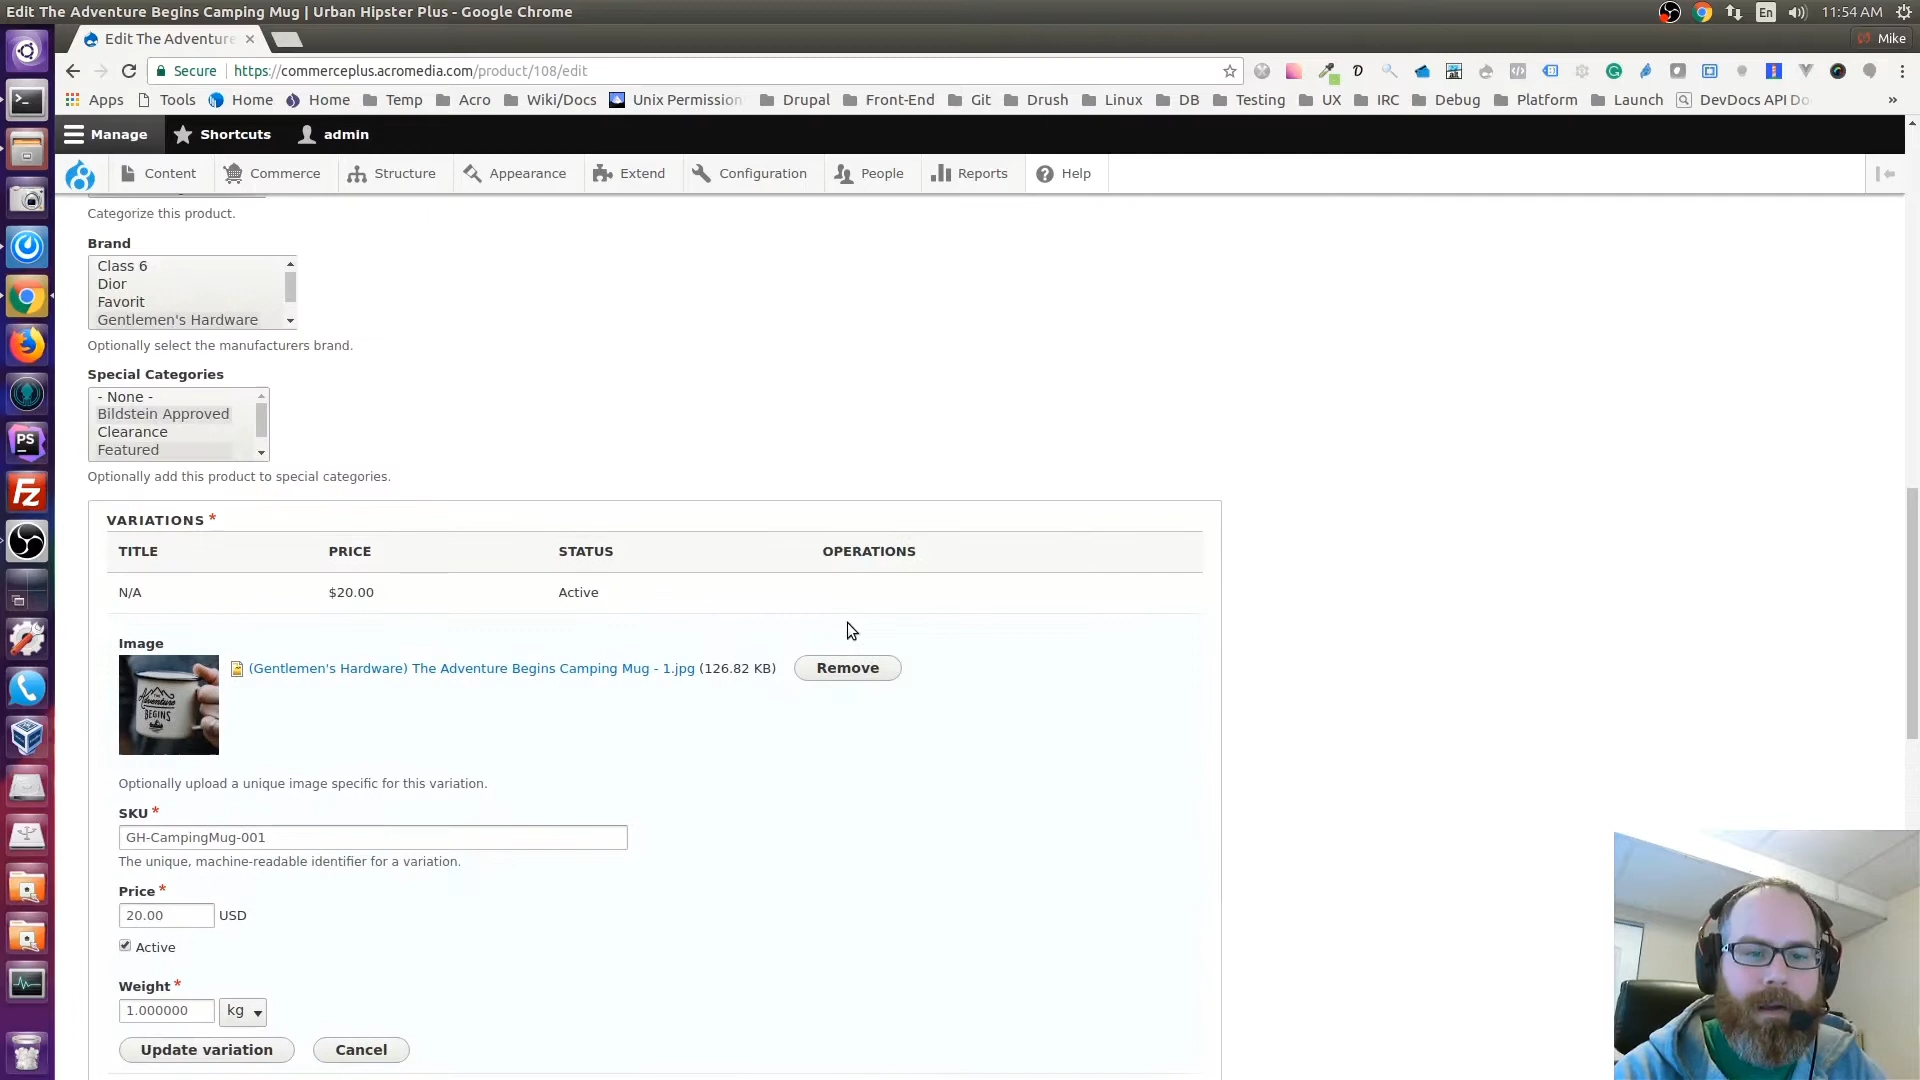 Edit The Adventure Begins Camping Mug | Urban Hipster Plus - Google Chrome
En 11:54 AM
Edit The Adventure
Mike
Secure https://commerceplus.acromedia.com/product/108/edit
Apps Tools Home Home Temp Acro Wiki/Docs Unix Permission Drupal Front-End Git Drush Linux DB Testing UX IRC Debug Platform Launch DevDocs API Do »
Manage Shortcuts admin
Content Commerce Structure Appearance Extend Configuration People Reports Help
Categorize this product.
Brand
Class 6
Dior
Favorit
Gentlemen's Hardware
Optionally select the manufacturers brand.
Special Categories
- None -
Bildstein Approved
Clearance
Featured
Optionally add this product to special categories.
VARIATIONS *
TITLE PRICE STATUS OPERATIONS
N/A $20.00 Active
Image
(Gentlemen's Hardware) The Adventure Begins Camping Mug - 1.jpg (126.82 KB) Remove
Adventure
BEGINS
Optionally upload a unique image specific for this variation.
SKU *
GH-CampingMug-001
The unique, machine-readable identifier for a variation.
Price *
20.00 USD
Active
Weight *
1.000000 kg
Update variation Cancel
PS
Fz